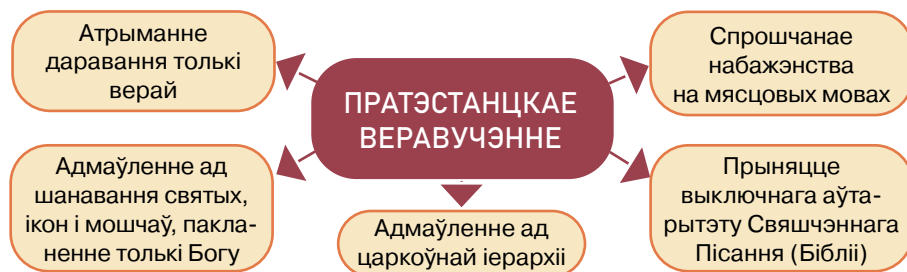 Атрыманне
даравання толькі
верай
ПРАТЭСТАНЦКАЕ
ВЕРАВУЧЭННЕ
Спрошчанае
набажэнства
на мясцовых мовах
Адмаўленне ад
шанавання святых,
ікон і мошчаў, пакла-
ненне толькі Богу
Адмаўленне ад
царкоўнай іерархіі
Прыняцце
выключнага аўта-
рытэту Свяшчэннага
Пісання (Бібліі)